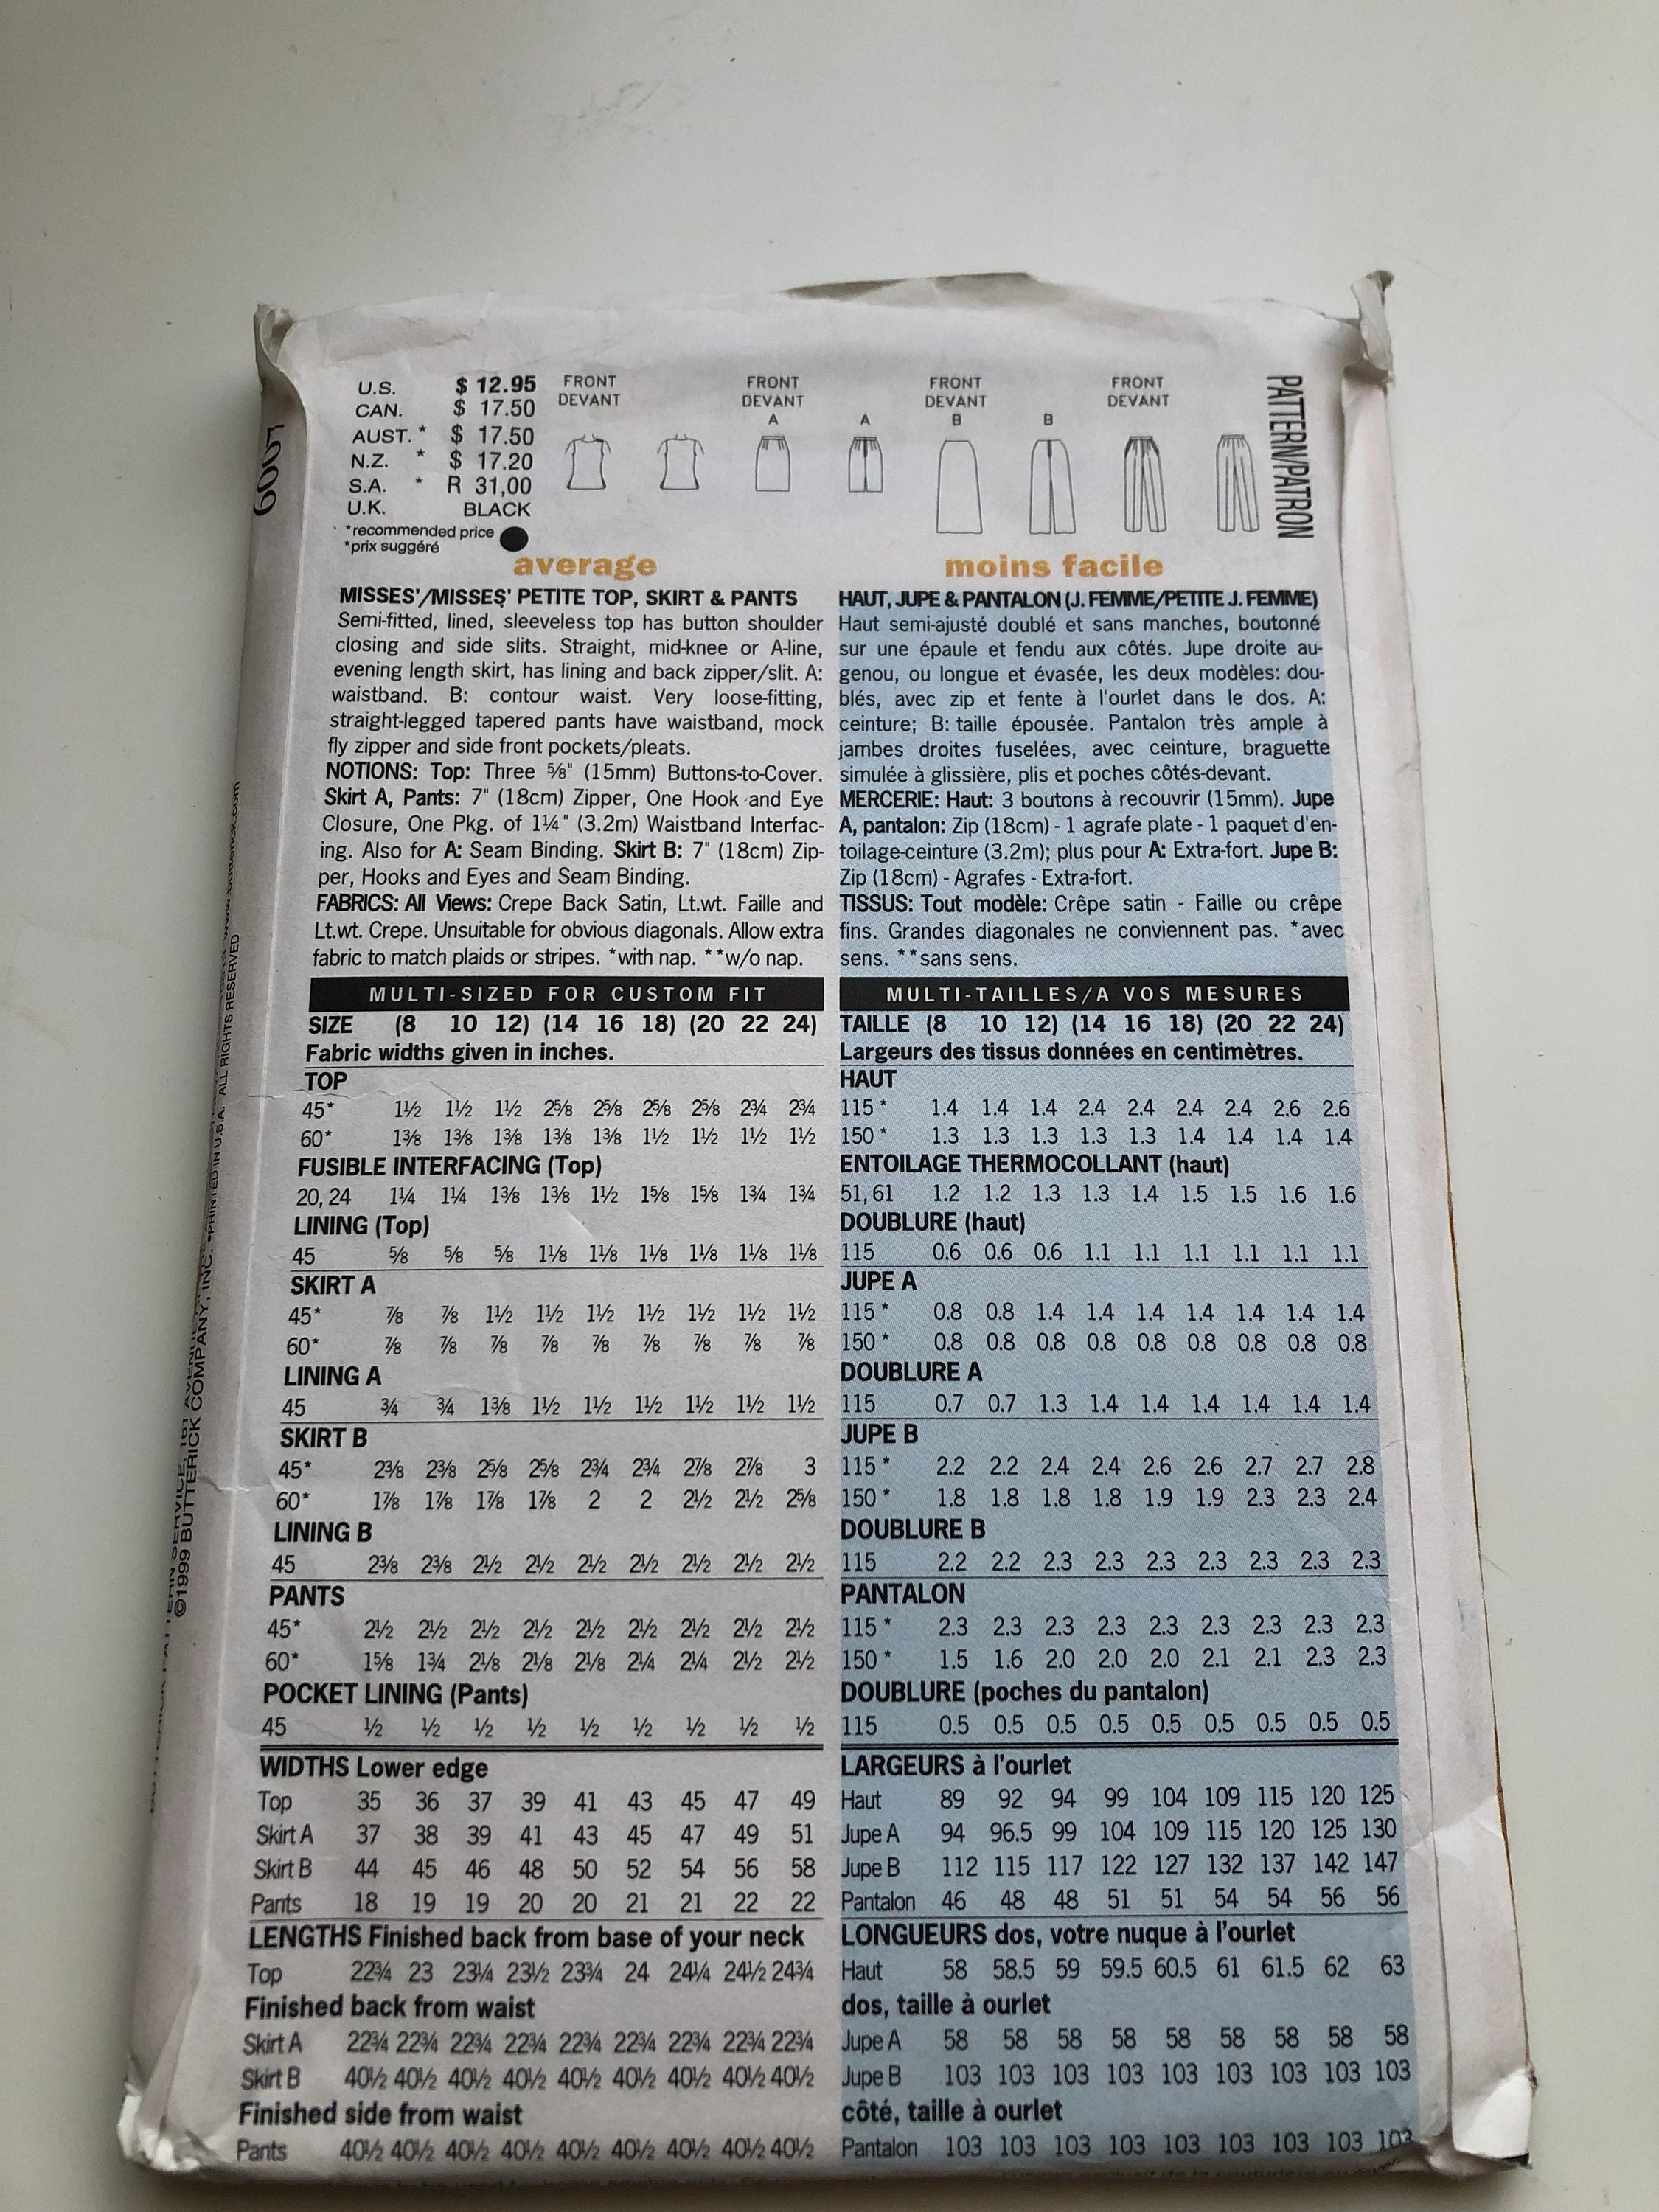 6007
U.S. $ 12.95
CAN. $ 17.50
AUST. * $ 17.50
N.Z. * $ 17.20
S.A. * R 31,00
U.K. BLACK
*recommended price
*prix suggéré
FRONT
DEVANT
FRONT
DEVANT
A
A
FRONT
DEVANT
B
B
FRONT
DEVANT
PATTERN/PATRON
average
MISSES'/MISSES' PETITE TOP, SKIRT & PANTS
Semi-fitted, lined, sleeveless top has button shoulder
closing and side slits. Straight, mid-knee or A-line,
evening length skirt, has lining and back zipper/slit. A:
waistband. B: contour waist. Very loose-fitting,
straight-legged tapered pants have waistband, mock
fly zipper and side front pockets/pleats.
NOTIONS: Top: Three ⅝" (15mm) Buttons-to-Cover.
Skirt A, Pants: 7" (18cm) Zipper, One Hook and Eye
Closure, One Pkg. of 1¼" (3.2m) Waistband Interfac-
ing. Also for A: Seam Binding. Skirt B: 7" (18cm) Zip-
per, Hooks and Eyes and Seam Binding.
FABRICS: All Views: Crepe Back Satin, Lt.wt. Faille and
Lt.wt. Crepe. Unsuitable for obvious diagonals. Allow extra
fabric to match plaids or stripes. *with nap. **w/o nap.
MULTI-SIZED FOR CUSTOM FIT
SIZE (8 10 12) (14 16 18) (20 22 24)
Fabric widths given in inches.
TOP
45* 1½ 1½ 1½ 2⅝ 2⅝ 2⅝ 2⅝ 2¾ 2¾
60* 1⅜ 1⅜ 1⅜ 1⅜ 1⅜ 1½ 1½ 1½ 1½
FUSIBLE INTERFACING (Top)
20, 24 1¼ 1¼ 1⅜ 1⅜ 1½ 1⅝ 1⅝ 1¾ 1¾
LINING (Top)
45 ⅝ ⅝ ⅝ 1⅛ 1⅛ 1⅛ 1⅛ 1⅛ 1⅛
SKIRT A
45* ⅞ ⅞ 1½ 1½ 1½ 1½ 1½ 1½ 1½
60* ⅞ ⅞ ⅞ ⅞ ⅞ ⅞ ⅞ ⅞ ⅞
LINING A
45 ¾ ¾ 1⅜ 1½ 1½ 1½ 1½ 1½ 1½
SKIRT B
45* 2⅜ 2⅜ 2⅝ 2⅝ 2¾ 2¾ 2⅞ 2⅞ 3
60* 1⅞ 1⅞ 1⅞ 1⅞ 2 2 2½ 2½ 2⅝
LINING B
45 2⅜ 2⅜ 2½ 2½ 2½ 2½ 2½ 2½ 2½
PANTS
45* 2½ 2½ 2½ 2½ 2½ 2½ 2½ 2½ 2½
60* 1⅝ 1¾ 2⅛ 2⅛ 2⅛ 2¼ 2¼ 2½ 2½
POCKET LINING (Pants)
45 ½ ½ ½ ½ ½ ½ ½ ½ ½
WIDTHS Lower edge
Top 35 36 37 39 41 43 45 47 49
Skirt A 37 38 39 41 43 45 47 49 51
Skirt B 44 45 46 48 50 52 54 56 58
Pants 18 19 19 20 20 21 21 22 22
LENGTHS Finished back from base of your neck
Top 22¾ 23 23¼ 23½ 23¾ 24 24¼ 24½ 24¾
Finished back from waist
Skirt A 22¾ 22¾ 22¾ 22¾ 22¾ 22¾ 22¾ 22¾ 22¾
Skirt B 40½ 40½ 40½ 40½ 40½ 40½ 40½ 40½ 40½
Finished side from waist
Pants 40½ 40½ 40½ 40½ 40½ 40½ 40½ 40½ 40½
moins facile
HAUT, JUPE & PANTALON (J. FEMME/PETITE J. FEMME)
Haut semi-ajusté doublé et sans manches, boutonné
sur une épaule et fendu aux côtés. Jupe droite au-
genou, ou longue et évasée, les deux modèles: dou-
blés, avec zip et fente à l'ourlet dans le dos. A:
ceinture; B: taille épousée. Pantalon très ample à
jambes droites fuselées, avec ceinture, braguette
simulée à glissière, plis et poches côtés-devant.
MERCERIE: Haut: 3 boutons à recouvrir (15mm). Jupe
A, pantalon: Zip (18cm) - 1 agrafe plate - 1 paquet d'en-
toilage-ceinture (3.2m); plus pour A: Extra-fort. Jupe B:
Zip (18cm) - Agrafes - Extra-fort.
TISSUS: Tout modèle: Crêpe satin - Faille ou crêpe
fins. Grandes diagonales ne conviennent pas. *avec
sens. **sans sens.
MULTI-TAILLES/A VOS MESURES
TAILLE (8 10 12) (14 16 18) (20 22 24)
Largeurs des tissus données en centimètres.
HAUT
115 * 1.4 1.4 1.4 2.4 2.4 2.4 2.4 2.6 2.6
150 * 1.3 1.3 1.3 1.3 1.3 1.4 1.4 1.4 1.4
ENTOILAGE THERMOCOLLANT (haut)
51, 61 1.2 1.2 1.3 1.3 1.4 1.5 1.5 1.6 1.6
DOUBLURE (haut)
115 0.6 0.6 0.6 1.1 1.1 1.1 1.1 1.1 1.1
JUPE A
115 * 0.8 0.8 1.4 1.4 1.4 1.4 1.4 1.4 1.4
150 * 0.8 0.8 0.8 0.8 0.8 0.8 0.8 0.8 0.8
DOUBLURE A
115 0.7 0.7 1.3 1.4 1.4 1.4 1.4 1.4 1.4
JUPE B
115 * 2.2 2.2 2.4 2.4 2.6 2.6 2.7 2.7 2.8
150 * 1.8 1.8 1.8 1.8 1.9 1.9 2.3 2.3 2.4
DOUBLURE B
115 2.2 2.2 2.3 2.3 2.3 2.3 2.3 2.3 2.3
PANTALON
115 * 2.3 2.3 2.3 2.3 2.3 2.3 2.3 2.3 2.3
150 * 1.5 1.6 2.0 2.0 2.0 2.1 2.1 2.3 2.3
DOUBLURE (poches du pantalon)
115 0.5 0.5 0.5 0.5 0.5 0.5 0.5 0.5 0.5
LARGEURS à l'ourlet
Haut 89 92 94 99 104 109 115 120 125
Jupe A 94 96.5 99 104 109 115 120 125 130
Jupe B 112 115 117 122 127 132 137 142 147
Pantalon 46 48 48 51 51 54 54 56 56
LONGUEURS dos, votre nuque à l'ourlet
Haut 58 58.5 59 59.5 60.5 61 61.5 62 63
dos, taille à ourlet
Jupe A 58 58 58 58 58 58 58 58 58
Jupe B 103 103 103 103 103 103 103 103 103
côté, taille à ourlet
Pantalon 103 103 103 103 103 103 103 103 103
©1999 BUTTERICK COMPANY, INC. •PRINTED IN U.S.A. ALL RIGHTS RESERVED